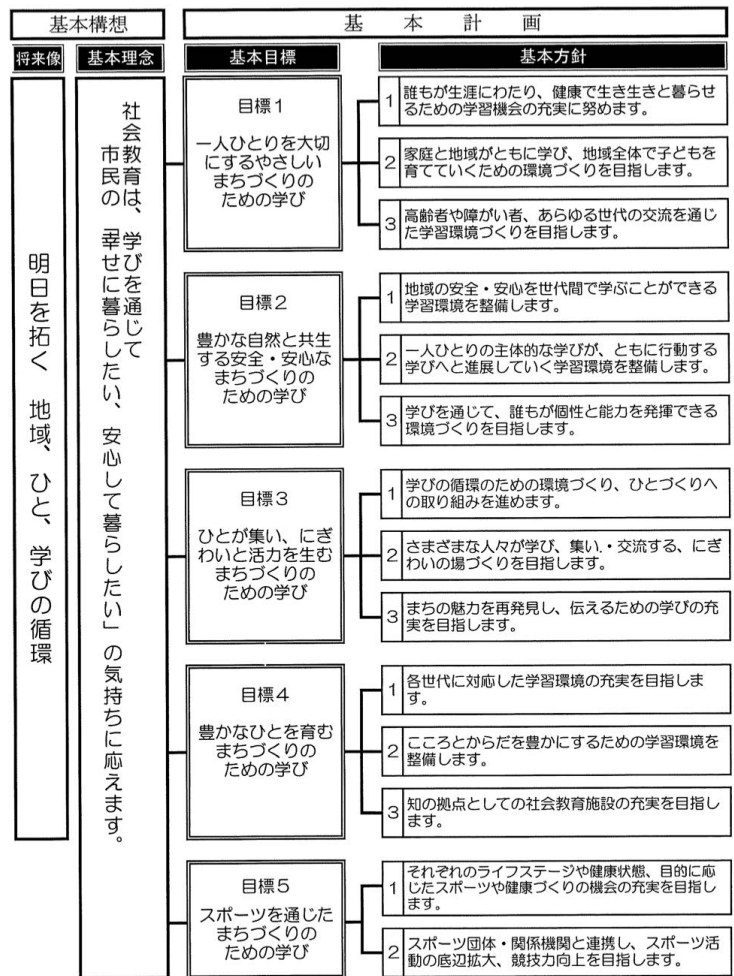 基本構想
基本計画
将来像
基本理念
基本目標
基本方針
明日を拓く 地域、ひと、学びの循環
社会教育は、学びを通じて
市民の「幸せに暮らしたい、安心して暮らしたい」の気持ちに応えます。
目標1
一人ひとりを大切
にするやさしい
まちづくりの
ための学び
1
誰もが生涯にわたり、健康で生き生きと暮らせ
るための学習機会の充実に努めます。
2
家庭と地域がともに学び、地域全体で子どもを
育てていくための環境づくりを目指します。
3
高齢者や障がい者、あらゆる世代の交流を通じ
た学習環境づくりを目指します。
目標2
豊かな自然と共生
する安全・安心な
まちづくりの
ための学び
1
地域の安全・安心を世代間で学ぶことができる
学習環境を整備します。
2
一人ひとりの主体的な学びが、ともに行動する
学びへと進展していく学習環境を整備します。
3
学びを通じて、誰もが個性と能力を発揮できる
環境づくりを目指します。
目標3
ひとが集い、にぎ
わいと活力を生む
まちづくりの
ための学び
1
学びの循環のための環境づくり、ひとづくりへ
の取り組みを進めます。
2
さまざまな人々が学び、集い、・交流する、にぎ
わいの場づくりを目指します。
3
まちの魅力を再発見し、伝えるための学びの充
実を目指します。
目標4
豊かなひとを育む
まちづくりの
ための学び
1
各世代に対応した学習環境の充実を目指しま
す。
2
こころとからだを豊かにするための学習環境を
整備します。
3
知の拠点としての社会教育施設の充実を目指し
ます。
目標5
スポーツを通じた
まちづくりの
ための学び
1
それぞれのライフステージや健康状態、目的に応
じたスポーツや健康づくりの機会の充実を目指し
ます。
2
スポーツ団体・関係機関と連携し、スポーツ活
動の底辺拡大、競技力向上を目指します。